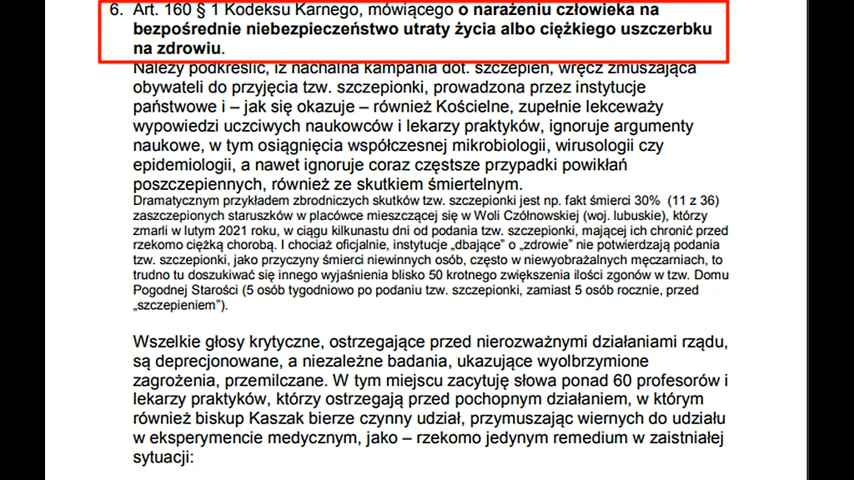 6. Art. 160 § 1 Kodeksu Karnego, mówiącego o narażeniu człowieka na
bezpośrednie niebezpieczeństwo utraty życia albo ciężkiego uszczerbku
na zdrowiu.
Należy podkreślić, iż nachalna kampania dot. szczepień, wręcz zmuszająca
obywateli do przyjęcia tzw. szczepionki, prowadzona przez instytucje
państwowe i – jak się okazuje – również Kościelne, zupełnie lekceważy
wypowiedzi uczciwych naukowców i lekarzy praktyków, ignoruje argumenty
naukowe, w tym osiągnięcia współczesnej mikrobiologii, wirusologii czy
epidemiologii, a nawet ignoruje coraz częstsze przypadki powikłań
poszczepiennych, również ze skutkiem śmiertelnym.
Dramatycznym przykładem zbrodniczych skutków tzw. szczepionki jest np. fakt śmierci 30% (11 z 36)
zaszczepionych staruszków w placówce mieszczącej się w Woli Czółnowskiej (woj. lubuskie), którzy
zmarli w lutym 2021 roku, w ciągu kilkunastu dni od podania tzw. szczepionki, mającej ich chronić przed
rzekomo ciężką chorobą. I chociaż oficjalnie, instytucje „dbające” o „zdrowie” nie potwierdzają podania
tzw. szczepionki, jako przyczyny śmierci niewinnych osób, często w niewyobrażalnych męczarniach, to
trudno tu doszukiwać się innego wyjaśnienia blisko 50 krotnego zwiększenia ilości zgonów w tzw. Domu
Pogodnej Starości (5 osób tygodniowo po podaniu tzw. szczepionki, zamiast 5 osób rocznie, przed
„szczepieniem”).
Wszelkie głosy krytyczne, ostrzegające przed nierozważnymi działaniami rządu,
są deprecjonowane, a niezależne badania, ukazujące wyolbrzymione
zagrożenia, przemilczane. W tym miejscu zacytuję słowa ponad 60 profesorów i
lekarzy praktyków, którzy ostrzegają przed pochopnym działaniem, w którym
również biskup Kaszak bierze czynny udział, przymuszając wiernych do udziału
w eksperymencie medycznym, jako – rzekomo jedynym remedium w zaistniałej
sytuacji: